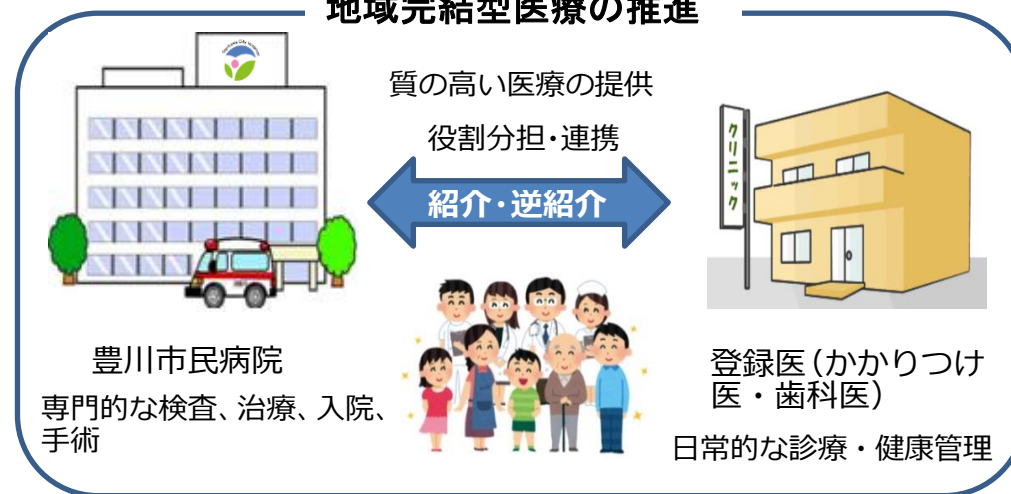 地域完結型医療の推進
質の高い医療の提供
役割分担・連携
紹介・逆紹介
クリニック
豊川市民病院
専門的な検査、治療、入院、
手術
登録医（かかりつけ
医・歯科医）
日常的な診療・健康管理